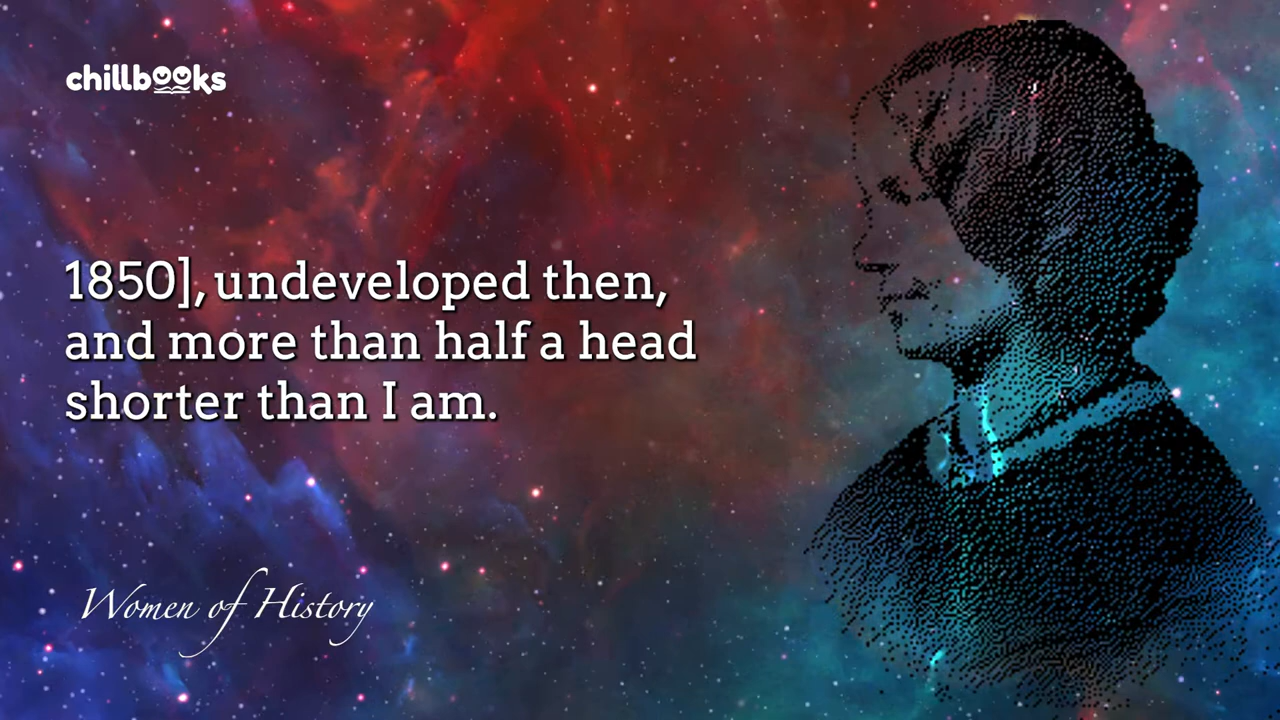 chillbooks
1850], undeveloped then,
and more than half a head
shorter than I am.
Women of History